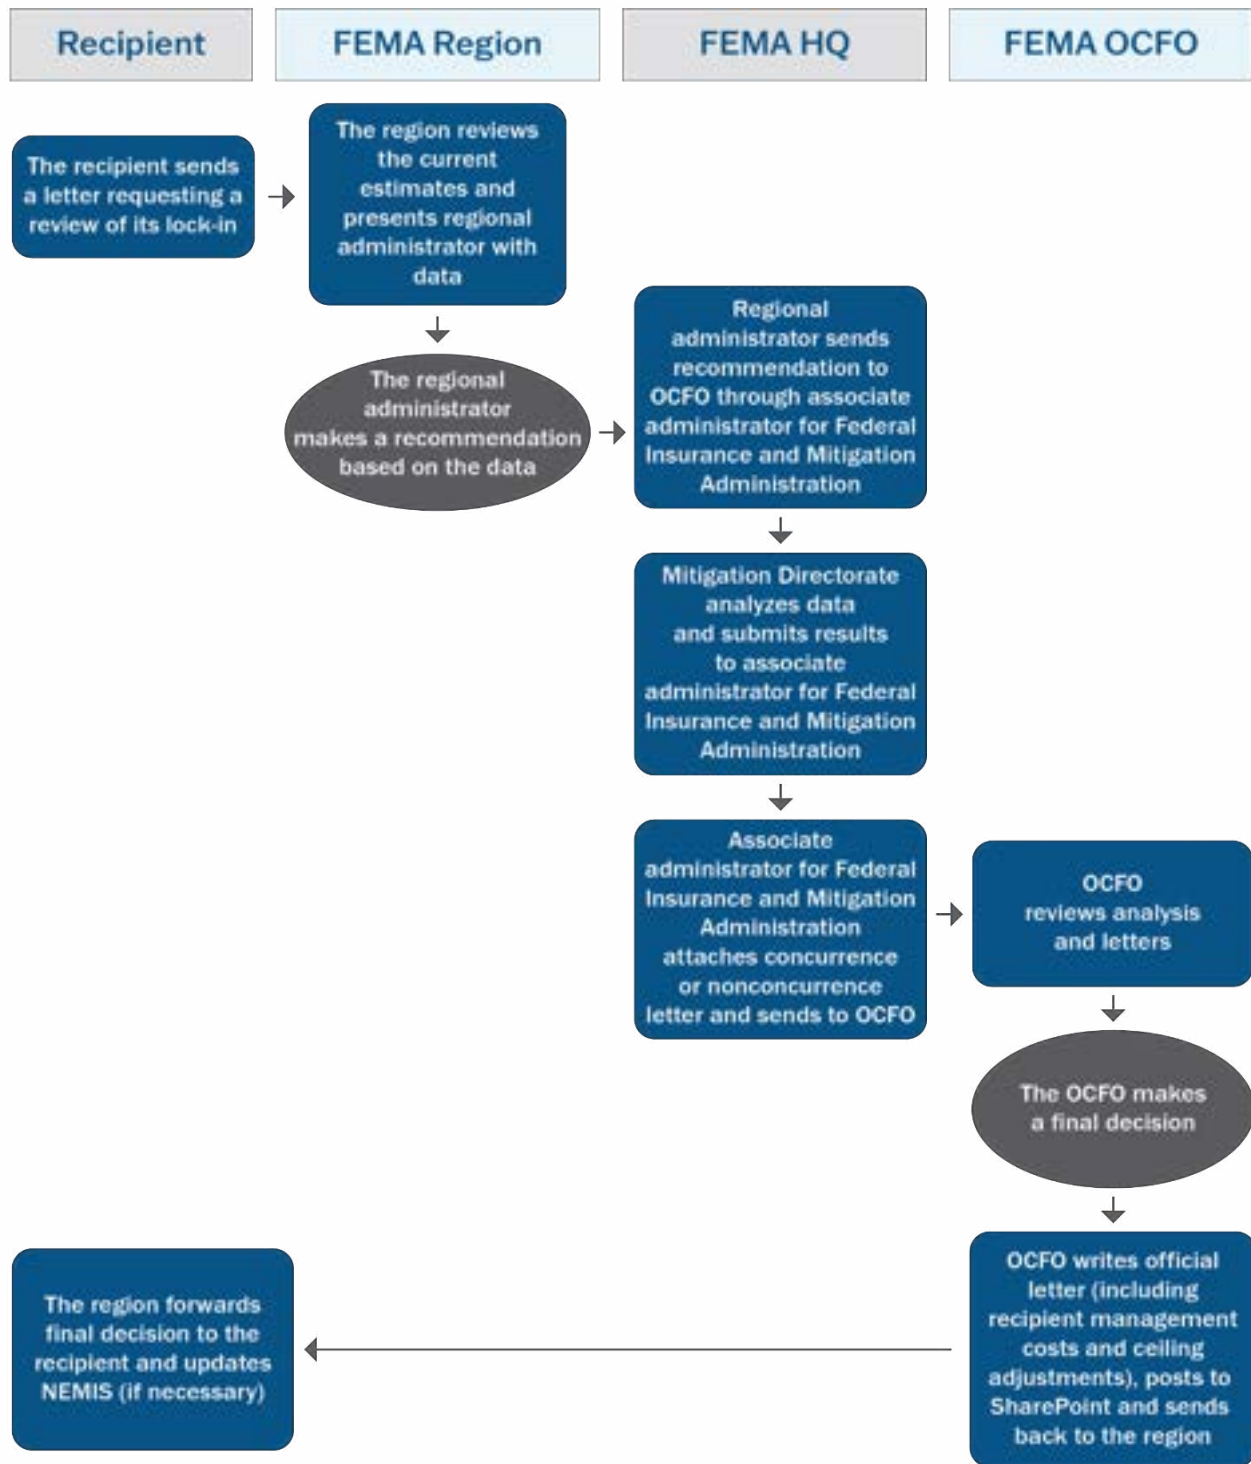 Recipient
FEMA Region
FEMA HQ
FEMA OCFO
The recipient sends
a letter requesting a
review of its lock-in
The region reviews
the current
estimates and
presents regional
administrator with
data
The regional
administrator
makes a recommendation
based on the data
Regional
administrator sends
recommendation to
OCFO through associate
administrator for Federal
Insurance and Mitigation
Administration
Mitigation Directorate
analyzes data
and submits results
to associate
administrator for Federal
Insurance and Mitigation
Administration
Associate
administrator for Federal
Insurance and Mitigation
Administration
attaches concurrence
or nonconcurrence
letter and sends to OCFO
OCFO
reviews analysis
and letters
The OCFO makes
a final decision
OCFO writes official
letter (including
recipient management
costs and ceiling
adjustments), posts to
SharePoint and sends
back to the region
The region forwards
final decision to the
recipient and updates
NEMIS (if necessary)